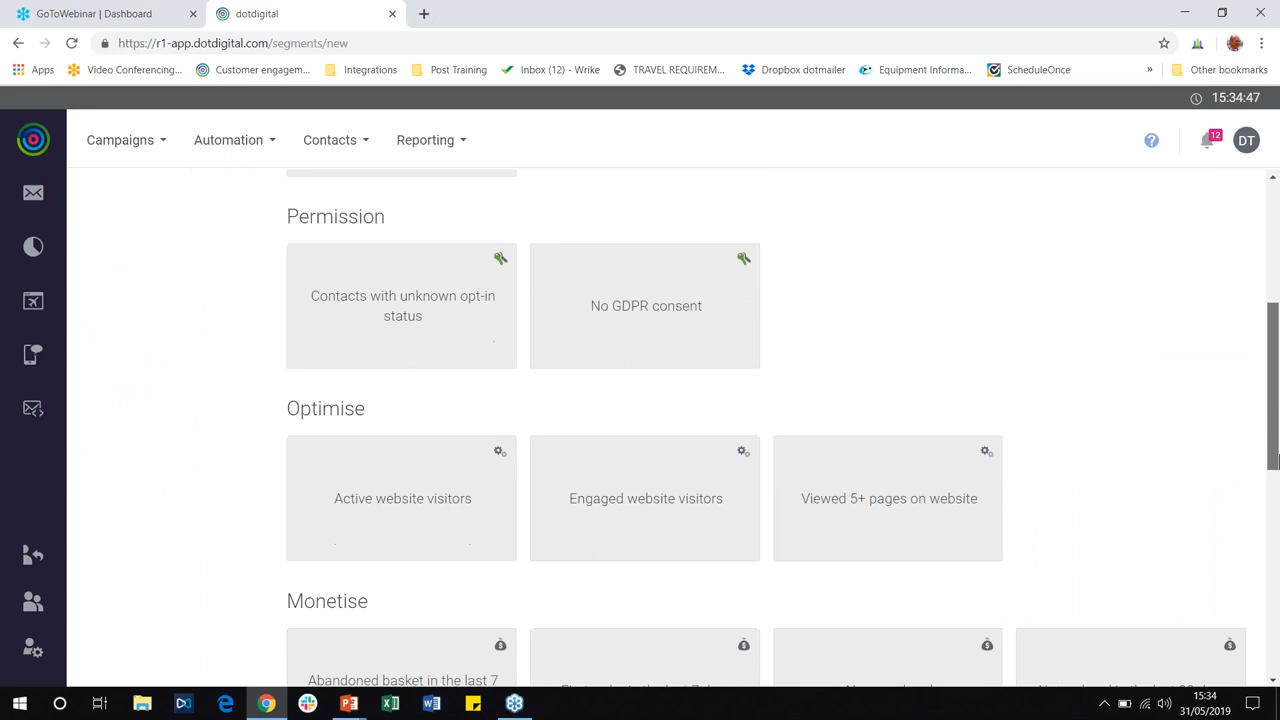 GoToWebinar | Dashboard
dotdigital
https://r1-app.dotdigital.com/segments/new
Apps
Video Conferencing...
Customer engagem...
Integrations
Post Training
Inbox (12) - Wrike
TRAVEL REQUIREM...
Dropbox dotmailer
Equipment Informa...
ScheduleOnce
»
Other bookmarks
15:34:47
Campaigns
Automation
Contacts
Reporting
?
12
DT
Permission
Contacts with unknown opt-in
status
No GDPR consent
Optimise
Active website visitors
Engaged website visitors
Viewed 5+ pages on website
Monetise
Abandoned basket in the last 7
15:34
31/05/2019